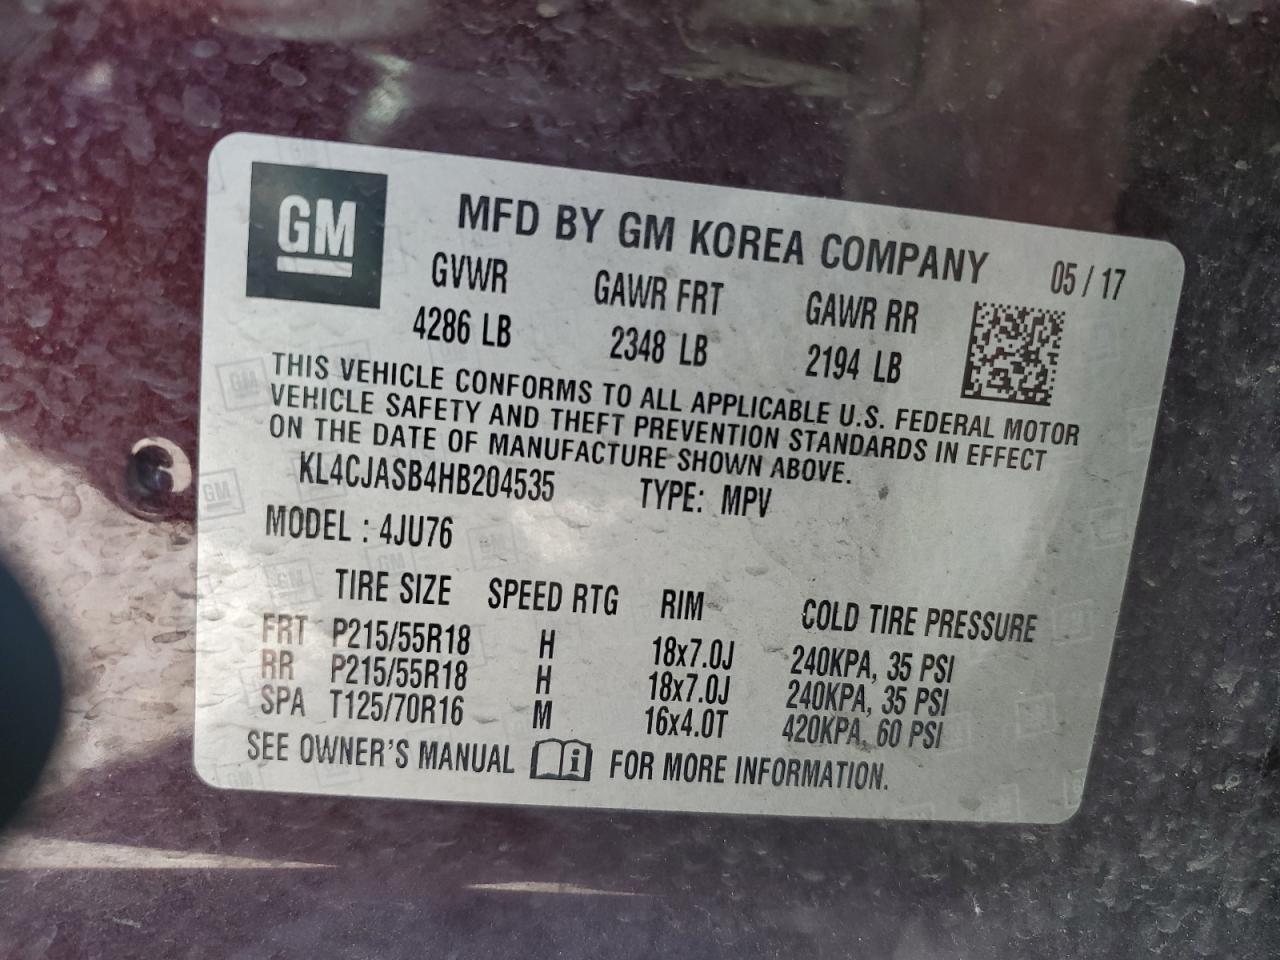 GM
MFD BY GM KOREA COMPANY 05 / 17
GVWR GAWR FRT GAWR RR
4286 LB 2348 LB 2194 LB
THIS VEHICLE CONFORMS TO ALL APPLICABLE U.S. FEDERAL MOTOR
VEHICLE SAFETY AND THEFT PREVENTION STANDARDS IN EFFECT
ON THE DATE OF MANUFACTURE SHOWN ABOVE.
KL4CJASB4HB204535 TYPE: MPV
MODEL : 4JU76
TIRE SIZE SPEED RTG RIM COLD TIRE PRESSURE
FRT P215/55R18 H 18x7.0J 240KPA, 35 PSI
RR P215/55R18 H 18x7.0J 240KPA, 35 PSI
SPA T125/70R16 M 16x4.0T 420KPA, 60 PSI
SEE OWNER'S MANUAL i FOR MORE INFORMATION.